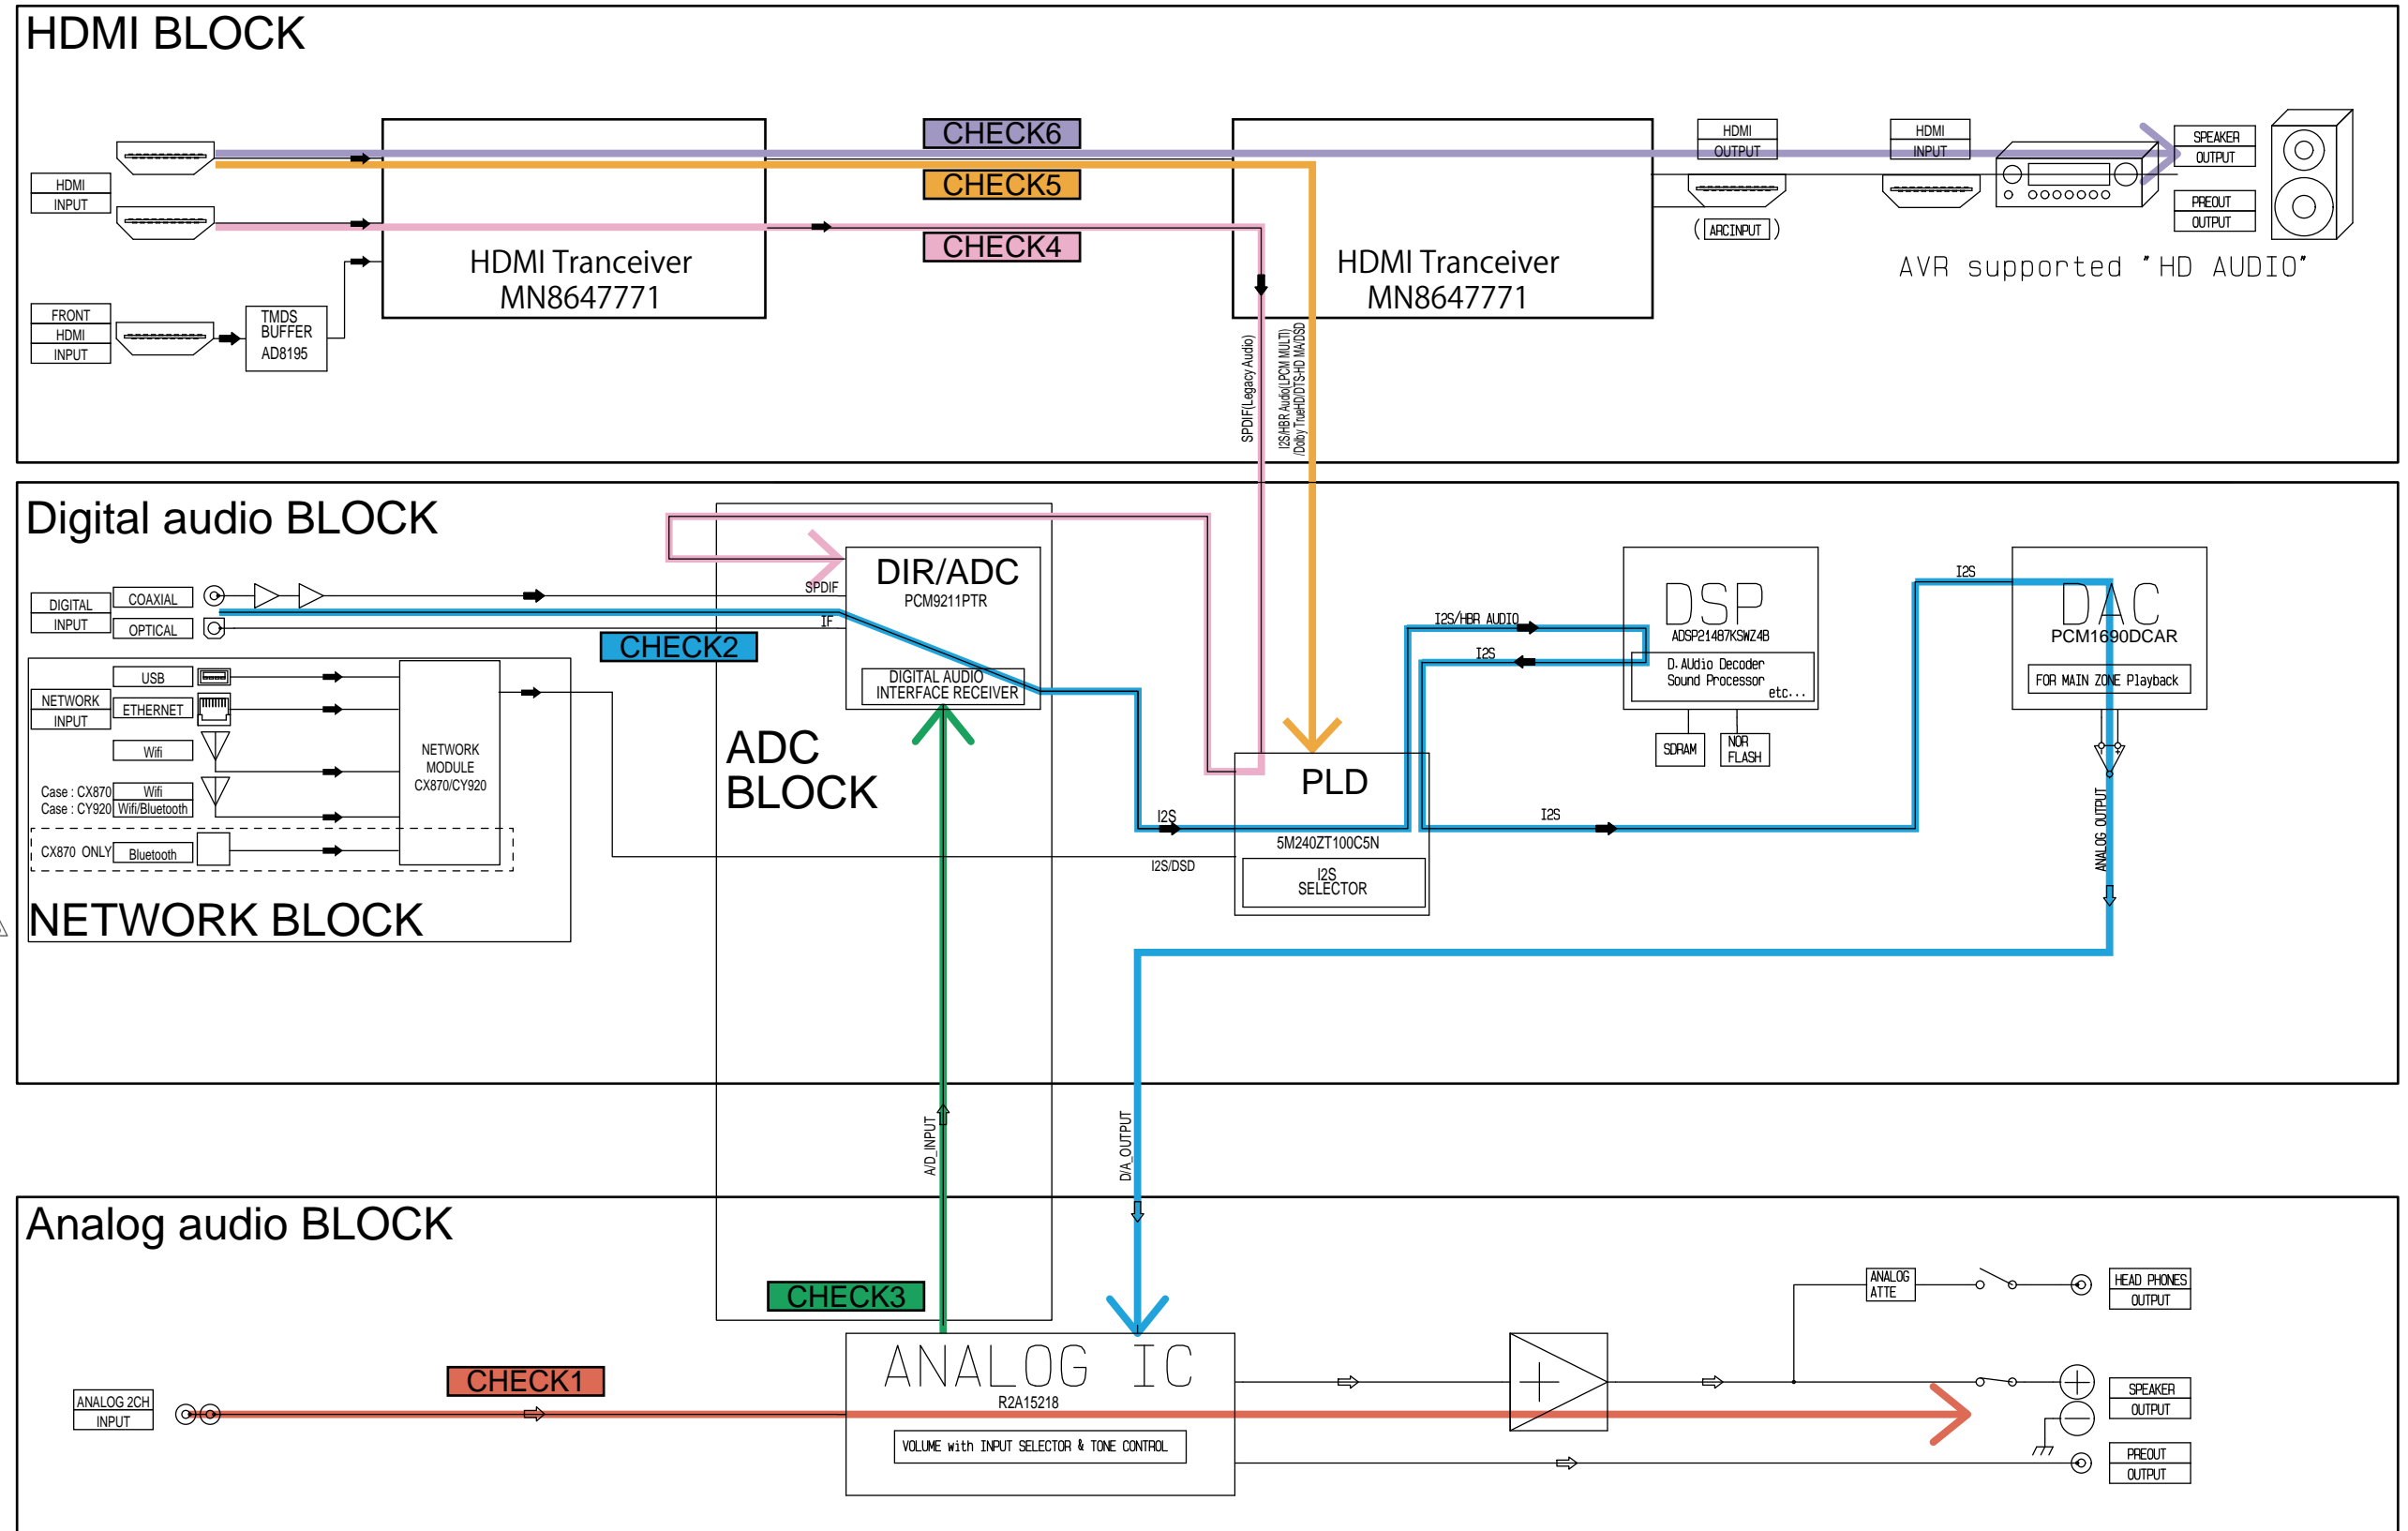 HDMI BLOCK
CHECK6
CHECK5
CHECK4
HDMI
INPUT
FRONT
HDMI
INPUT
TMDS
BUFFER
AD8195
HDMI Tranceiver
MN8647771
HDMI Tranceiver
MN8647771
HDMI
OUTPUT
(ARCINPUT)
HDMI
INPUT
SPEAKER
OUTPUT
PREOUT
OUTPUT
AVR supported "HD AUDIO"
SPDIF(Legacy Audio)
I2S/HBR Audio(LPCM MULTI)
/Dolby TrueHD/DTS-HD MA/DSD
Digital audio BLOCK
DIGITAL
INPUT
COAXIAL
OPTICAL
SPDIF
IF
CHECK2
DIR/ADC
PCM9211PTR
DIGITAL AUDIO
INTERFACE RECEIVER
ADC
BLOCK
NETWORK
INPUT
USB
ETHERNET
Wifi
Case : CX870
Wifi
Case : CY920
Wifi/Bluetooth
CX870 ONLY
Bluetooth
NETWORK
MODULE
CX870/CY920
NETWORK BLOCK
I2S
I2S/DSD
PLD
5M240ZT100C5N
I2S
SELECTOR
I2S/HBR AUDIO
I2S
DSP
ADSP21487KSWZ4B
D.AUdio Decoder
Sound Processor
etc...
SDRAM
NOR
FLASH
I2S
I2S
DAC
PCM1690DCAR
FOR MAIN ZONE Playback
- +
ANALOG OUTPUT
A/D_INPUT
D/A_OUTPUT
Analog audio BLOCK
CHECK3
CHECK1
ANALOG 2CH
INPUT
ANALOG IC
R2A15218
VOLUME with INPUT SELECTOR & TONE CONTROL
ANALOG
ATTE
HEAD PHONES
OUTPUT
SPEAKER
OUTPUT
PREOUT
OUTPUT